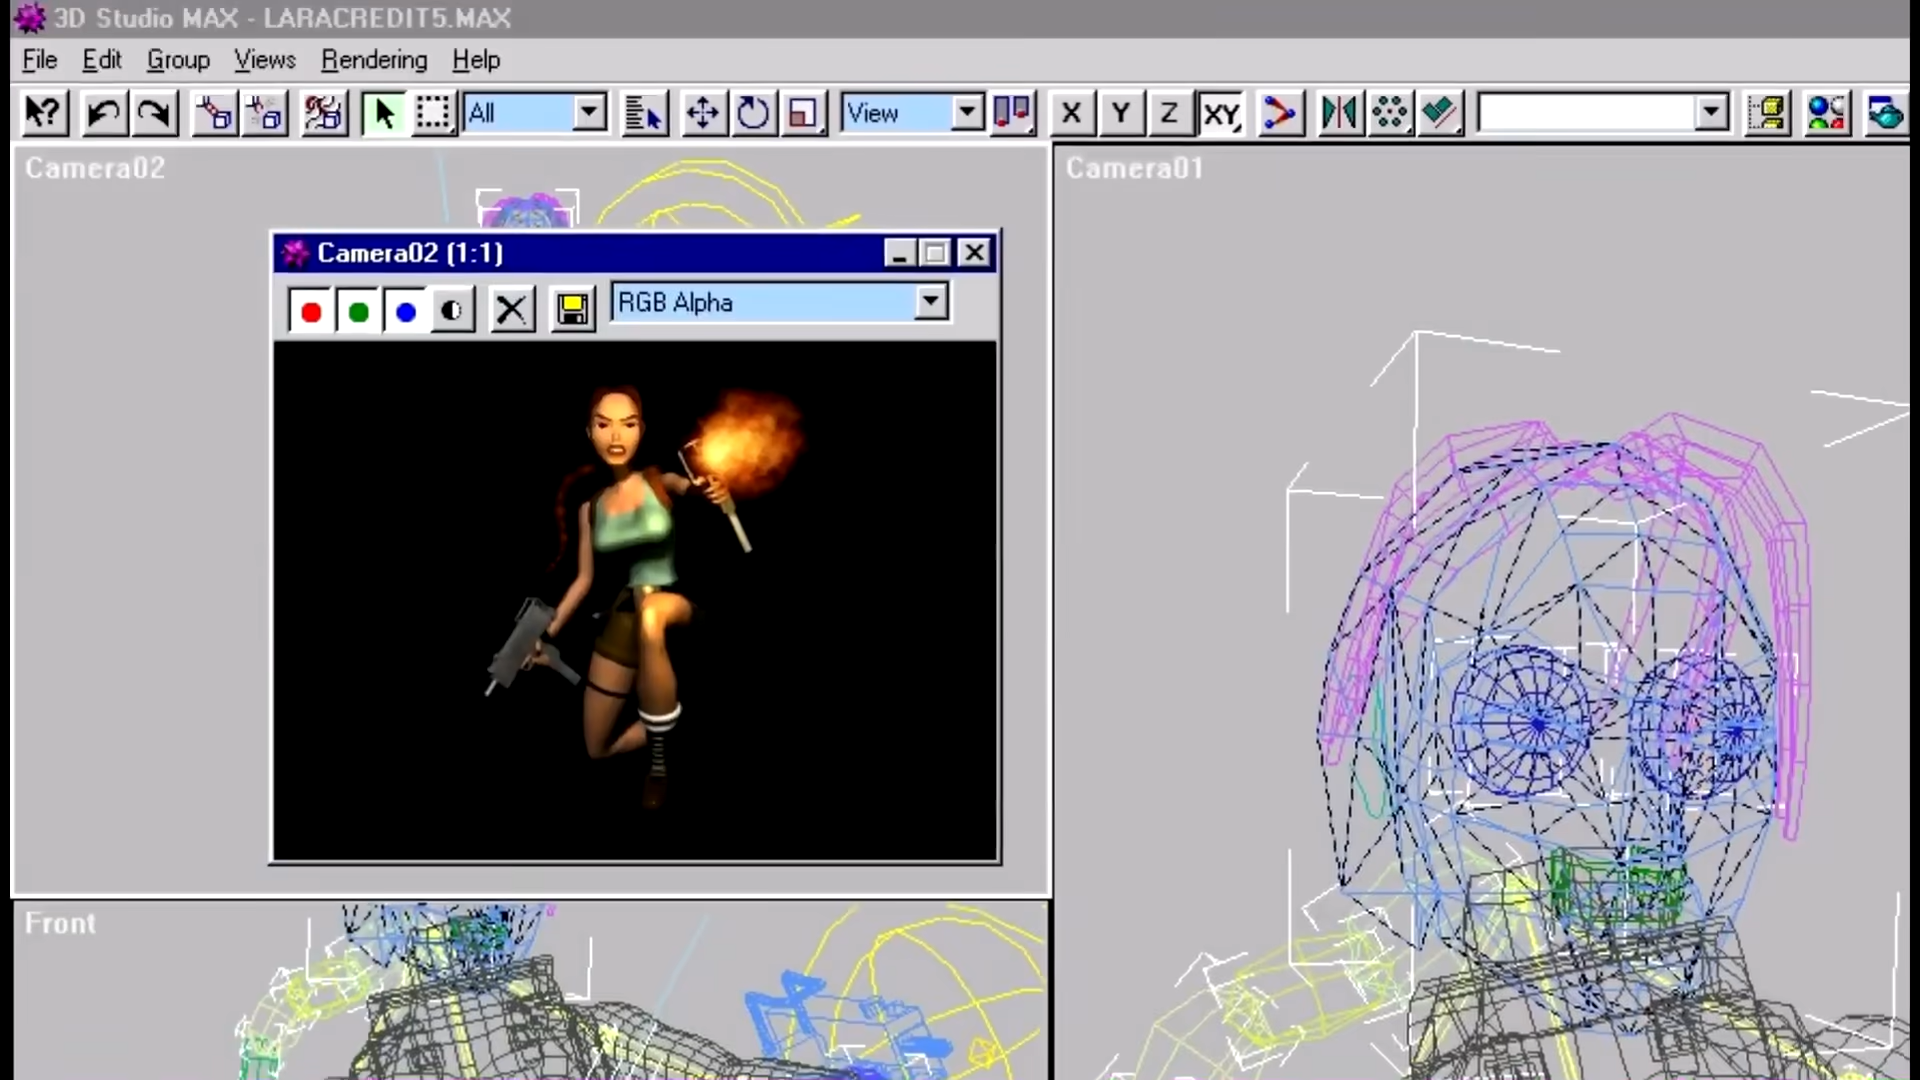 3D Studio MAX - LARACREDIT5.MAX
File Edit Group Views Rendering Help
All View X Y Z XY
Camera02
Camera01
Camera02 (1:1)
RGB Alpha
Front